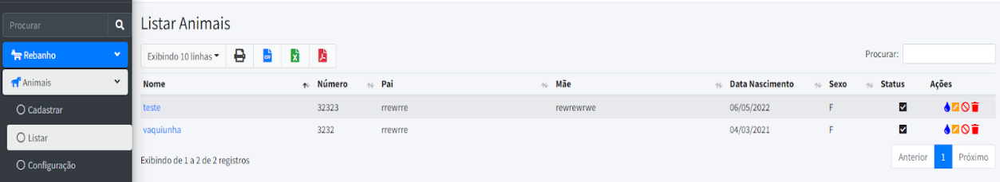 Procurar
Rebanho
Animais
Cadastrar
Listar
Configuração
Listar Animais
Exibindo 10 linhas
CSV
Procurar:
Nome Número Pai Mãe Data Nascimento Sexo Status Ações
teste 32323 rrewrre rewrewrwe 06/05/2022 F
vaquiunha 3232 rrewrre 04/03/2021 F
Exibindo de 1 a 2 de 2 registros
Anterior 1 Próximo